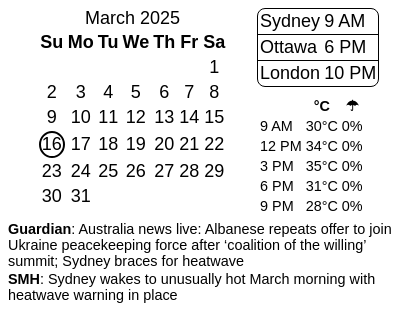 March 2025
Su Mo Tu We Th Fr Sa
1
2 3 4 5 6 7 8
9 10 11 12 13 14 15
16 17 18 19 20 21 22
23 24 25 26 27 28 29
30 31
Sydney 9 AM
Ottawa 6 PM
London 10 PM
°C ☂
9 AM 30°C 0%
12 PM 34°C 0%
3 PM 35°C 0%
6 PM 31°C 0%
9 PM 28°C 0%
Guardian: Australia news live: Albanese repeats offer to join
Ukraine peacekeeping force after ‘coalition of the willing’
summit; Sydney braces for heatwave
SMH: Sydney wakes to unusually hot March morning with
heatwave warning in place